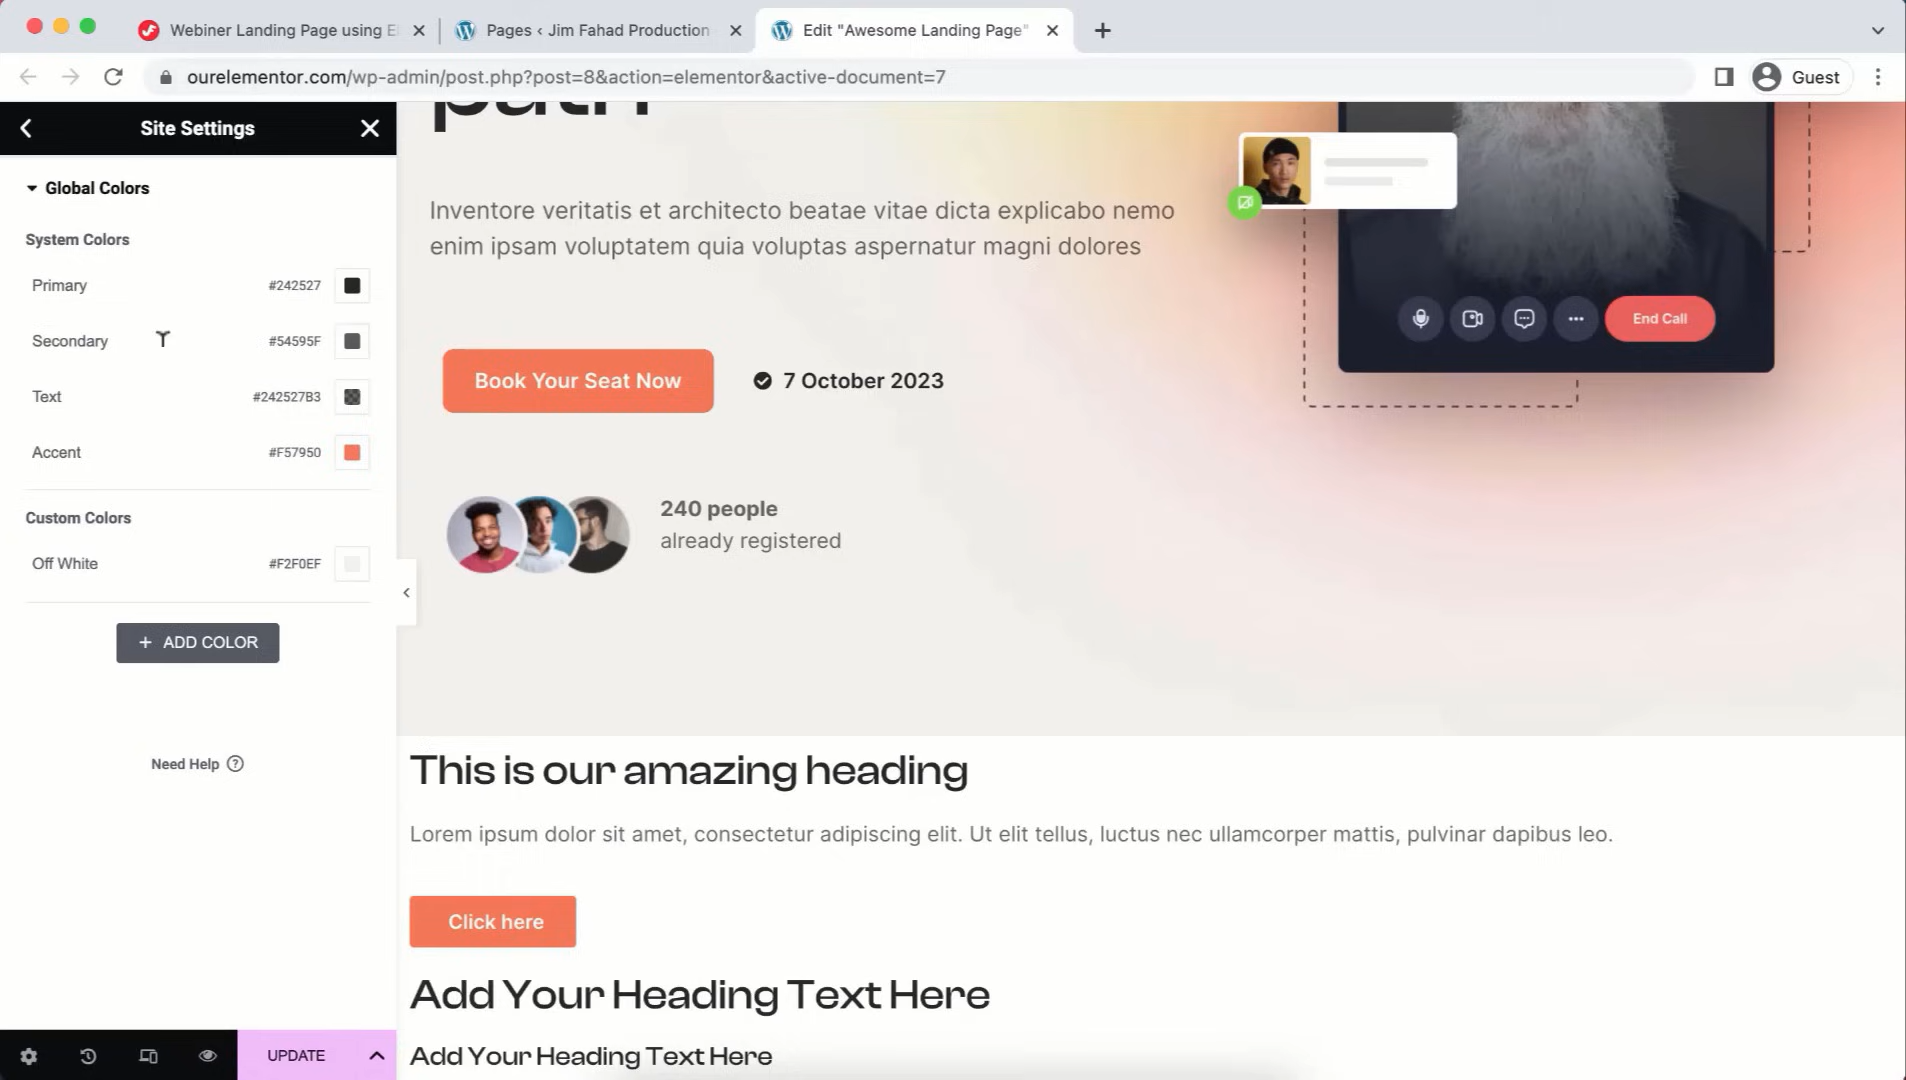 Webiner Landing Page using El
Pages ‹ Jim Fahad Production
Edit "Awesome Landing Page"
ourelementor.com/wp-admin/post.php?post=8&action=elementor&active-document=7
Guest
Site Settings
Global Colors
System Colors
Primary #242527
Secondary #54595F
Text #242527B3
Accent #F57950
Custom Colors
Off White #F2F0EF
+ ADD COLOR
Need Help
UPDATE
path
Inventore veritatis et architecto beatae vitae dicta explicabo nemo
enim ipsam voluptatem quia voluptas aspernatur magni dolores
End Call
Book Your Seat Now
7 October 2023
240 people
already registered
This is our amazing heading
Lorem ipsum dolor sit amet, consectetur adipiscing elit. Ut elit tellus, luctus nec ullamcorper mattis, pulvinar dapibus leo.
Click here
Add Your Heading Text Here
Add Your Heading Text Here